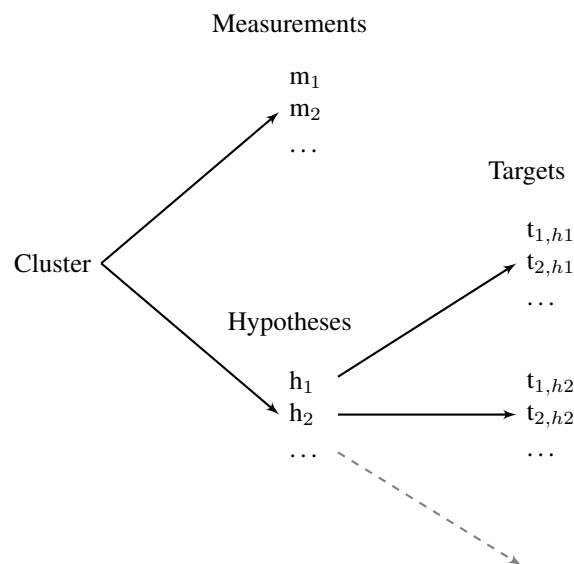 Measurements
m₁
m₂
...
Targets
t₁,ₕ₁
t₂,ₕ₁
...
Cluster
Hypotheses
h₁
h₂
...
t₁,ₕ₂
t₂,ₕ₂
...